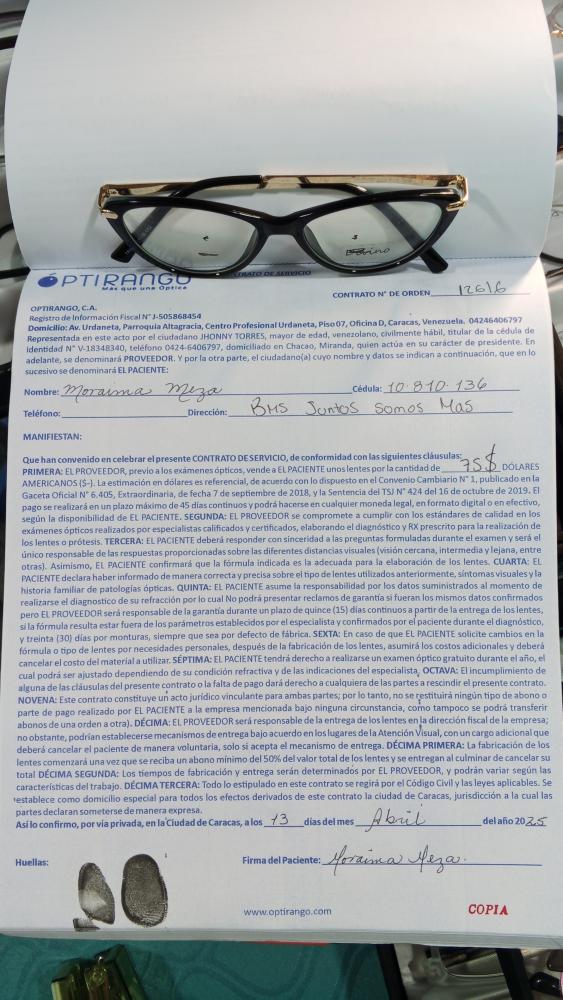 ÓPTIRANGO
Más que una Optica
CONTRATO DE SERVICIO
CONTRATO N° DE ORDEN 12616
OPTIRANGO, C.A.
Registro de Información Fiscal N° J-505868454
Domicilio: Av. Urdaneta, Parroquia Altagracia, Centro Profesional Urdaneta, Piso 07, Oficina D, Caracas, Venezuela. 04246406797
Representada en este acto por el ciudadano JHONNY TORRES, mayor de edad, venezolano, civilmente hábil, titular de la cédula de
identidad N° V-18348340, teléfono 0424-6406797, domiciliado en Chacao, Miranda, quien actúa en su carácter de presidente. En
adelante, se denominará PROVEEDOR. Y por la otra parte, el ciudadano(a) cuyo nombre y datos se indican a continuación, que en lo
sucesivo se denominará EL PACIENTE:
Nombre: Moraima Meza Cédula: 10.810.136
Teléfono: Dirección: BMS Juntos Somos Mas
MANIFIESTAN:
Que han convenido en celebrar el presente CONTRATO DE SERVICIO, de conformidad con las siguientes cláusulas:
PRIMERA: EL PROVEEDOR, previo a los exámenes ópticos, vende a EL PACIENTE unos lentes por la cantidad de 75$ DÓLARES
AMERICANOS ($-). La estimación en dólares es referencial, de acuerdo con lo dispuesto en el Convenio Cambiario N° 1, publicado en la
Gaceta Oficial N° 6.405, Extraordinaria, de fecha 7 de septiembre de 2018, y la Sentencia del TSJ N° 424 del 16 de octubre de 2019. El
pago se realizará en un plazo máximo de 45 días continuos y podrá hacerse en cualquier moneda legal, en formato digital o en efectivo,
según la disponibilidad de EL PACIENTE. SEGUNDA: EL PROVEEDOR se compromete a cumplir con los estándares de calidad en los
exámenes ópticos realizados por especialistas calificados y certificados, elaborando el diagnóstico y RX prescrito para la realización de
los lentes o prótesis. TERCERA: EL PACIENTE deberá responder con sinceridad a las preguntas formuladas durante el examen y será el
único responsable de las respuestas proporcionadas sobre las diferentes distancias visuales (visión cercana, intermedia y lejana, entre
otras). Asimismo, EL PACIENTE confirmará que la fórmula indicada es la adecuada para la elaboración de los lentes. CUARTA: EL
PACIENTE declara haber informado de manera correcta y precisa sobre el tipo de lentes utilizados anteriormente, síntomas visuales y la
historia familiar de patologías ópticas. QUINTA: EL PACIENTE asume la responsabilidad por los datos suministrados al momento de
realizarse el diagnostico de su refracción por lo cual No podrá presentar reclamos de garantía si fueran los mismos datos confirmados
pero EL PROVEEDOR será responsable de la garantía durante un plazo de quince (15) días continuos a partir de la entrega de los lentes,
si la fórmula resulta estar fuera de los parámetros establecidos por el especialista y confirmados por el paciente durante el diagnóstico,
y treinta (30) días por monturas, siempre que sea por defecto de fábrica. SEXTA: En caso de que EL PACIENTE solicite cambios en la
fórmula o tipo de lentes por necesidades personales, después de la fabricación de los lentes, asumirá los costos adicionales y deberá
cancelar el costo del material a utilizar. SÉPTIMA: EL PACIENTE tendrá derecho a realizarse un examen óptico gratuito durante el año, el
cual podrá ser ajustado dependiendo de su condición refractiva y de las indicaciones del especialista. OCTAVA: El incumplimiento de
alguna de las cláusulas del presente contrato o la falta de pago dará derecho a cualquiera de las partes a rescindir el presente contrato.
NOVENA: Este contrato constituye un acto jurídico vinculante para ambas partes; por lo tanto, no se restituirá ningún tipo de abono o
parte de pago realizado por EL PACIENTE a la empresa mencionada bajo ninguna circunstancia, como tampoco se podrá transferir
abonos de una orden a otra). DÉCIMA: EL PROVEEDOR será responsable de la entrega de los lentes en la dirección fiscal de la empresa;
no obstante, podrían establecerse mecanismos de entrega bajo acuerdo en los lugares de la Atención Visual, con un cargo adicional que
deberá cancelar el paciente de manera voluntaria, solo si acepta el mecanismo de entrega. DÉCIMA PRIMERA: La fabricación de los
lentes comenzará una vez que se reciba un abono mínimo del 50% del valor total de los lentes y se entregan al culminar de cancelar su
total DÉCIMA SEGUNDA: Los tiempos de fabricación y entrega serán determinados por EL PROVEEDOR, y podrán variar según las
características del trabajo. DÉCIMA TERCERA: Todo lo estipulado en este contrato se regirá por el Código Civil y las leyes aplicables. Se
establece como domicilio especial para todos los efectos derivados de este contrato la ciudad de Caracas, jurisdicción a la cual las
partes declaran someterse de manera expresa.
Así lo confirmo, por vía privada, en la Ciudad de Caracas, a los 13 días del mes Abril del año 2025
Huellas: Firma del Paciente: Moraima Meza.
www.optirango.com
COPIA